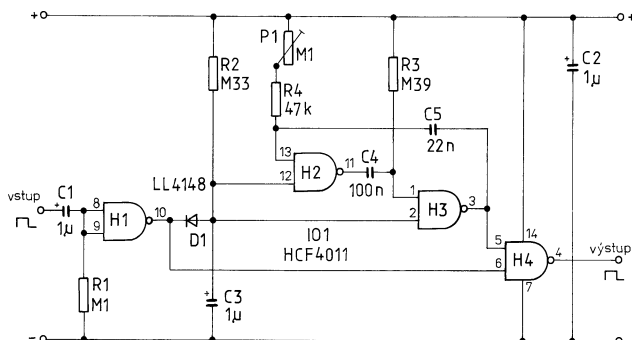 +
+
P1
M1
R2
M33
R3
M39
+
C2
1µ
R4
47k
C5
22n
13
12
H2
11
C4
100n
LL4148
vstup
C1
+
1µ
8
9
H1
10
D1
1
2
H3
3
IO1
HCF4011
5
6
14
H4
4
7
výstup
R1
M1
+
C3
1µ
−
−